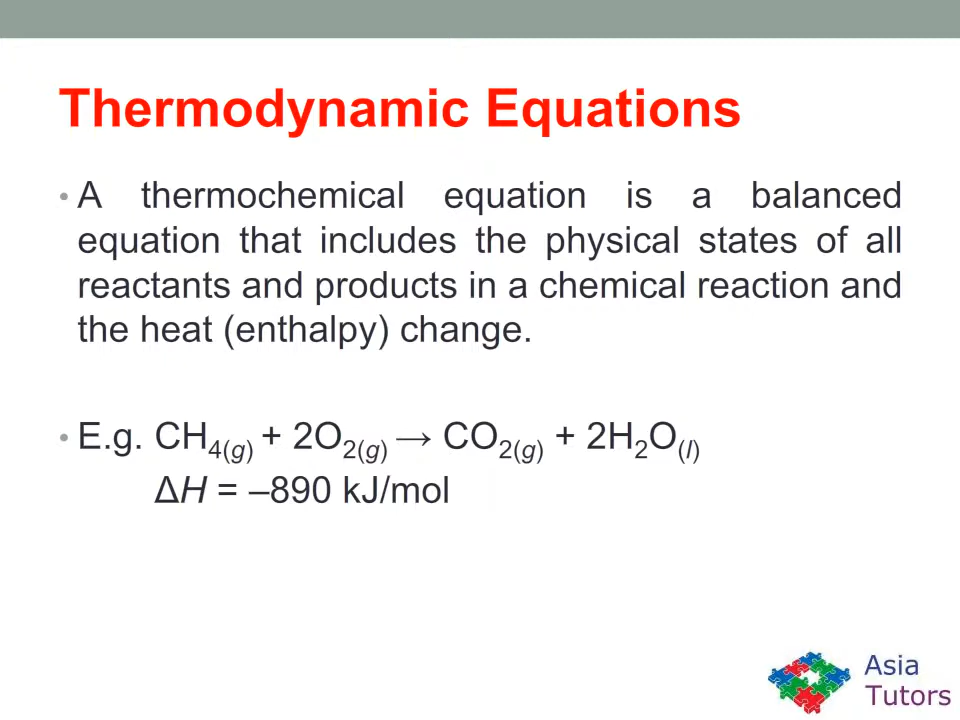 Thermodynamic Equations
• A thermochemical equation is a balanced
equation that includes the physical states of all
reactants and products in a chemical reaction and
the heat (enthalpy) change.
• E.g. CH₄₍g₎ + 2O₂₍g₎ → CO₂₍g₎ + 2H₂O₍l₎
ΔH = –890 kJ/mol
Asia
Tutors